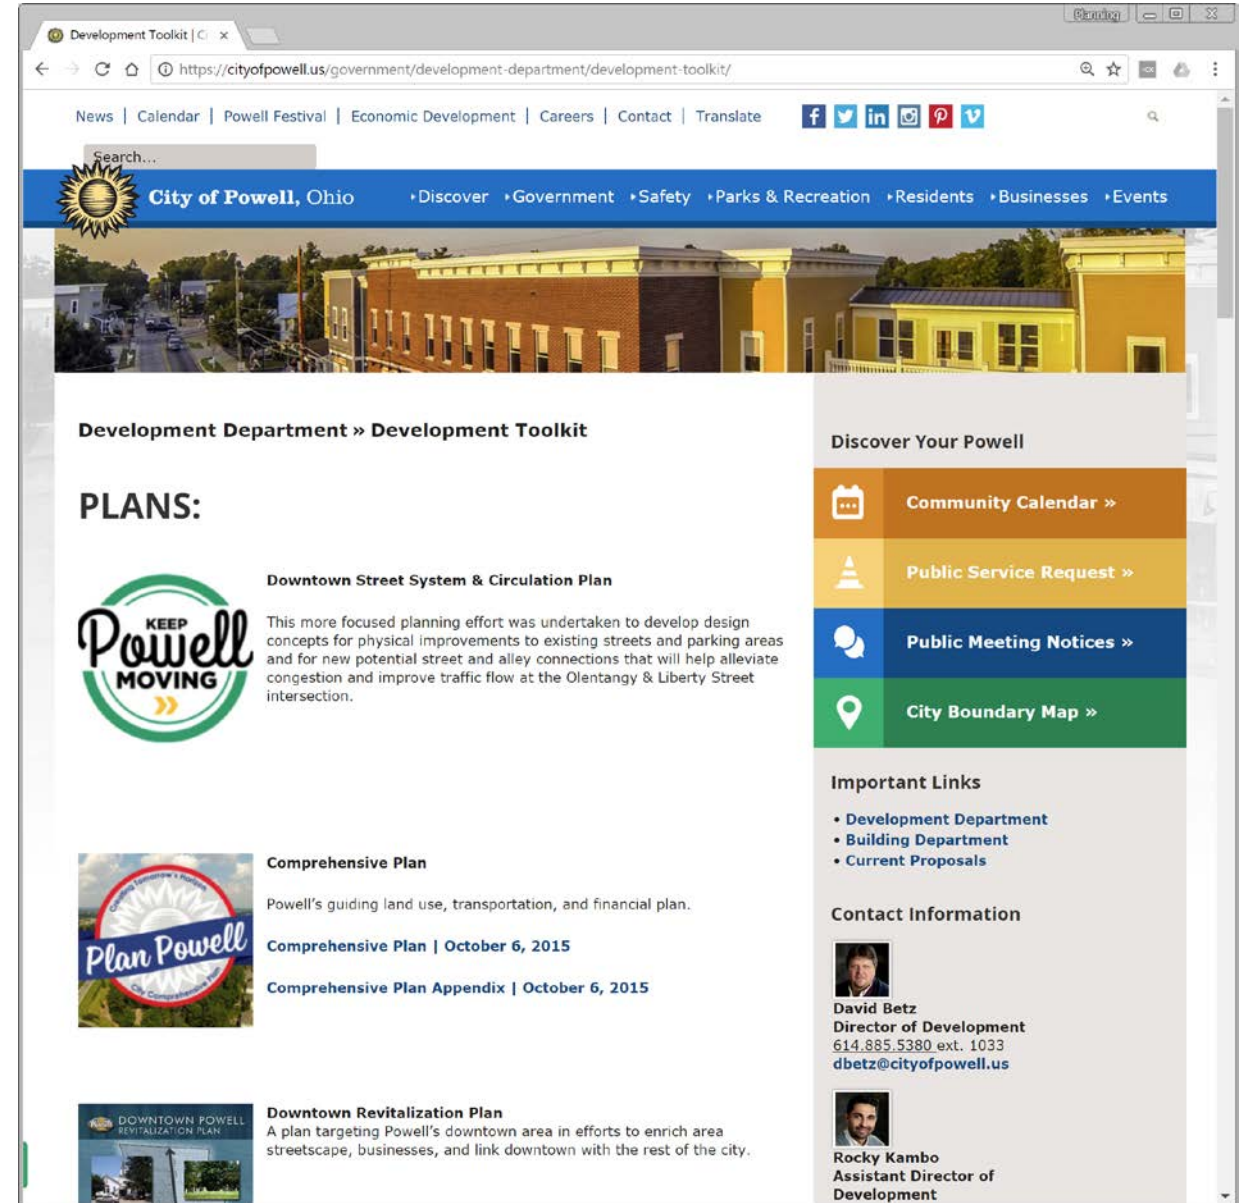 Planning
Development Toolkit | C
https://cityofpowell.us/government/development-department/development-toolkit/
News | Calendar | Powell Festival | Economic Development | Careers | Contact | Translate
Search...
City of Powell, Ohio
Discover Government Safety Parks & Recreation Residents Businesses Events
Development Department » Development Toolkit
PLANS:
KEEP
Powell
MOVING
Downtown Street System & Circulation Plan
This more focused planning effort was undertaken to develop design
concepts for physical improvements to existing streets and parking areas
and for new potential street and alley connections that will help alleviate
congestion and improve traffic flow at the Olentangy & Liberty Street
intersection.
Creating Tomorrow's Horizon
Plan Powell
City Comprehensive Plan
Comprehensive Plan
Powell's guiding land use, transportation, and financial plan.
Comprehensive Plan | October 6, 2015
Comprehensive Plan Appendix | October 6, 2015
DOWNTOWN POWELL
REVITALIZATION PLAN
Downtown Revitalization Plan
A plan targeting Powell's downtown area in efforts to enrich area
streetscape, businesses, and link downtown with the rest of the city.
Discover Your Powell
Community Calendar »
Public Service Request »
Public Meeting Notices »
City Boundary Map »
Important Links
• Development Department
• Building Department
• Current Proposals
Contact Information
David Betz
Director of Development
614.885.5380 ext. 1033
dbetz@cityofpowell.us
Rocky Kambo
Assistant Director of
Development